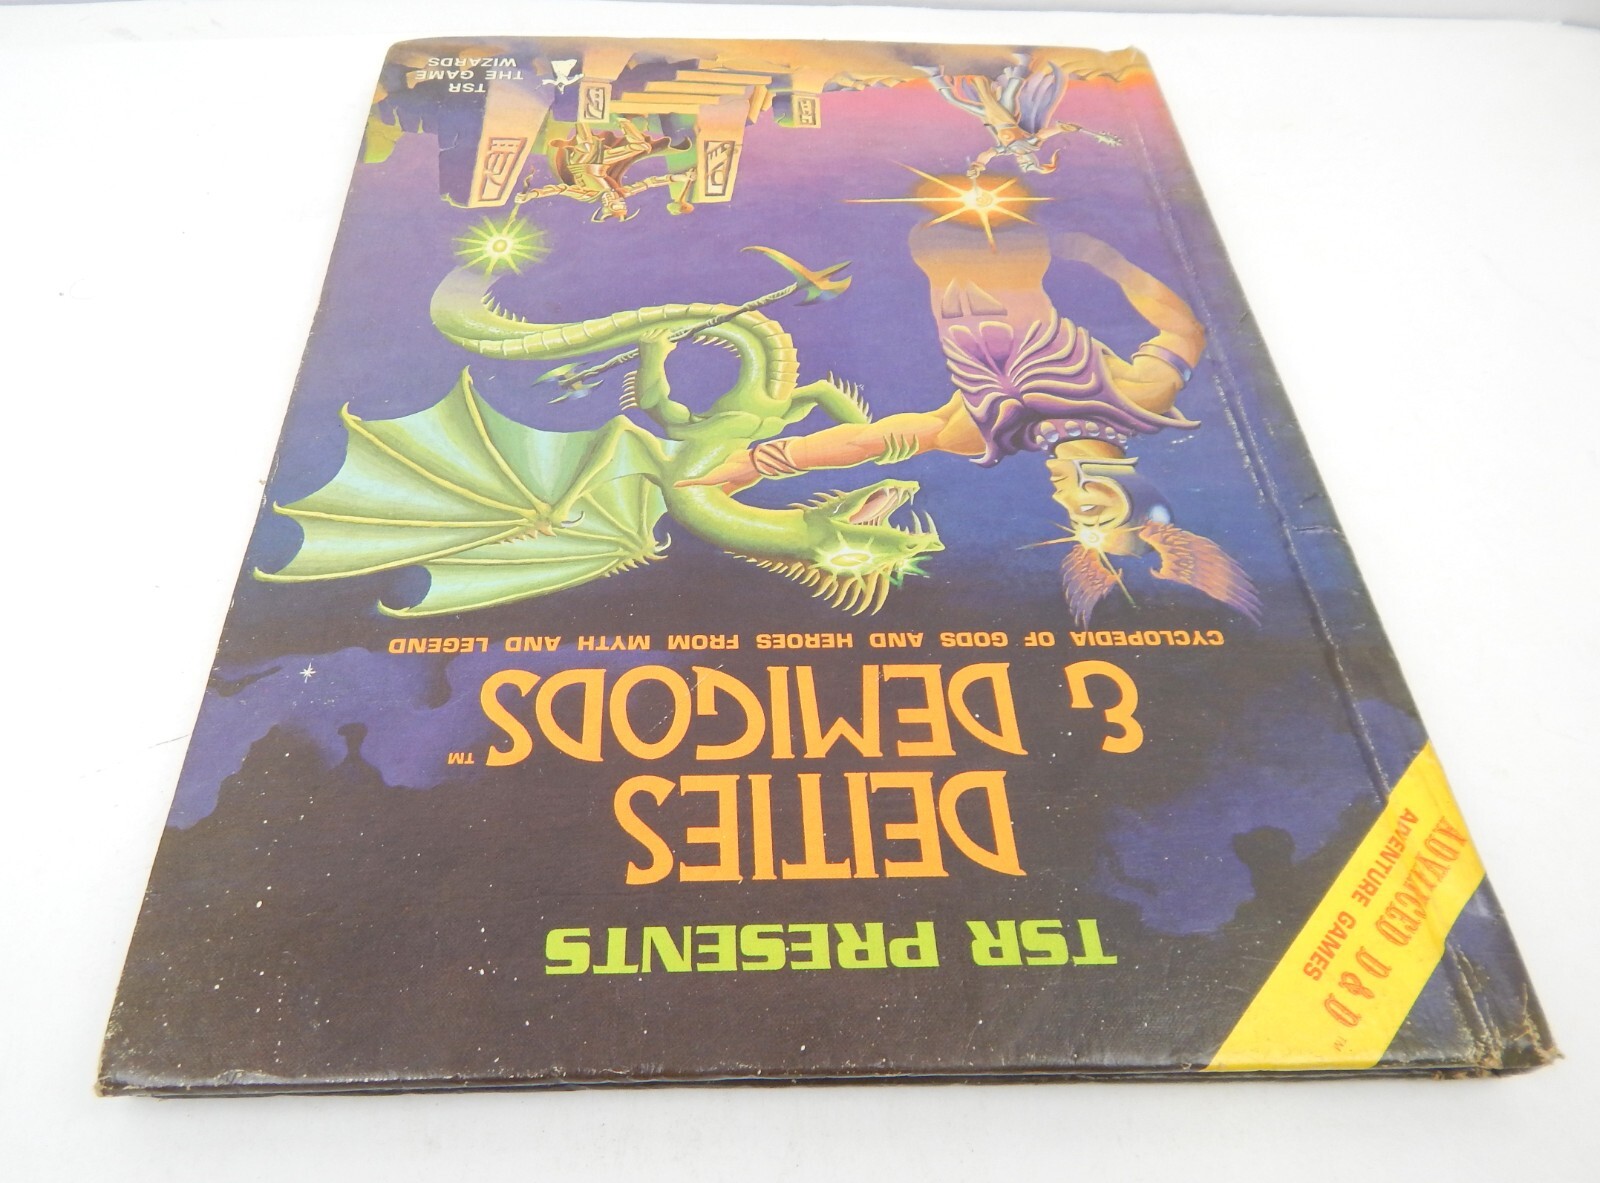 ADVANCED D&D™
ADVENTURE GAMES
TSR PRESENTS
DEITIES
& DEMIGODS™
CYCLOPEDIA OF GODS AND HEROES FROM MYTH AND LEGEND
TSR
THE GAME
WIZARDS